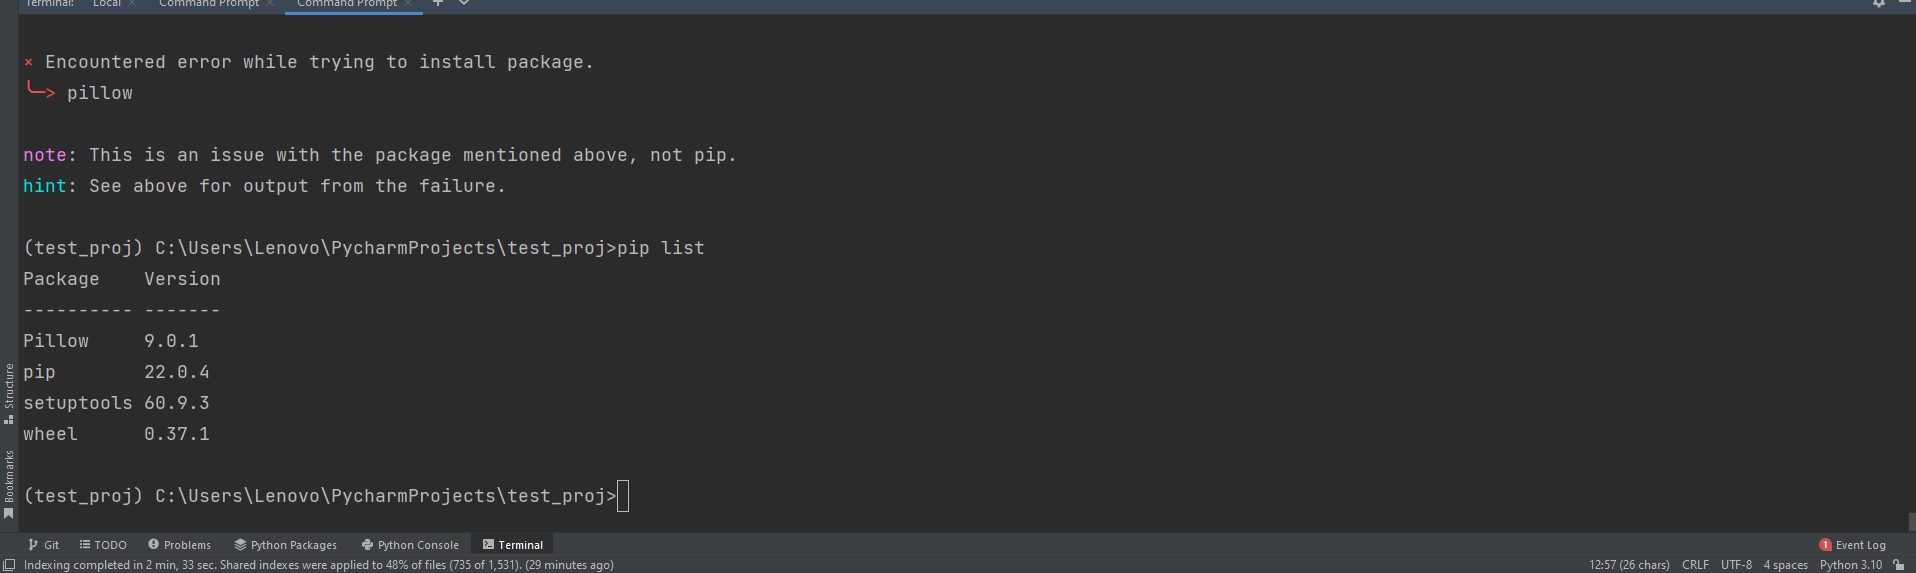 Terminal: Local × Command Prompt × Command Prompt × +
× Encountered error while trying to install package.
╰─> pillow
note: This is an issue with the package mentioned above, not pip.
hint: See above for output from the failure.
(test_proj) C:\Users\Lenovo\PycharmProjects\test_proj>pip list
Package    Version
---------- -------
Pillow     9.0.1
pip        22.0.4
setuptools 60.9.3
wheel      0.37.1
(test_proj) C:\Users\Lenovo\PycharmProjects\test_proj>
Structure
Bookmarks
Git TODO Problems Python Packages Python Console Terminal 1 Event Log
Indexing completed in 2 min, 33 sec. Shared indexes were applied to 48% of files (735 of 1,531). (29 minutes ago) 12:57 (26 chars) CRLF UTF-8 4 spaces Python 3.10